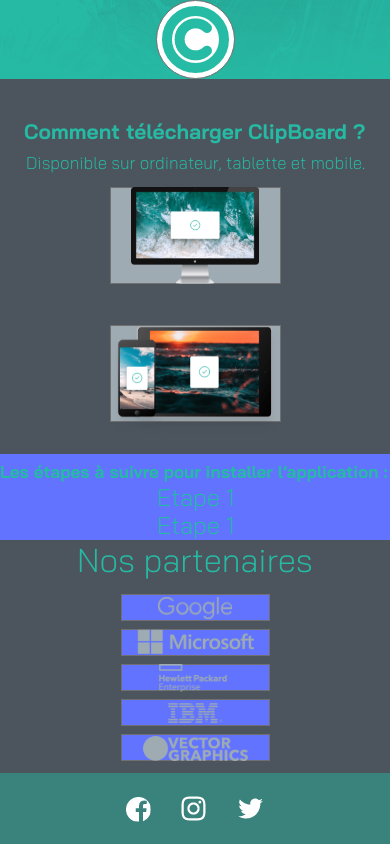 Comment télécharger ClipBoard ?
Disponible sur ordinateur, tablette et mobile.
Les étapes à suivre pour installer l'application :
Etape 1
Etape 1
Nos partenaires
Google
Microsoft
Hewlett Packard
Enterprise
IBM
VECTOR
GRAPHICS